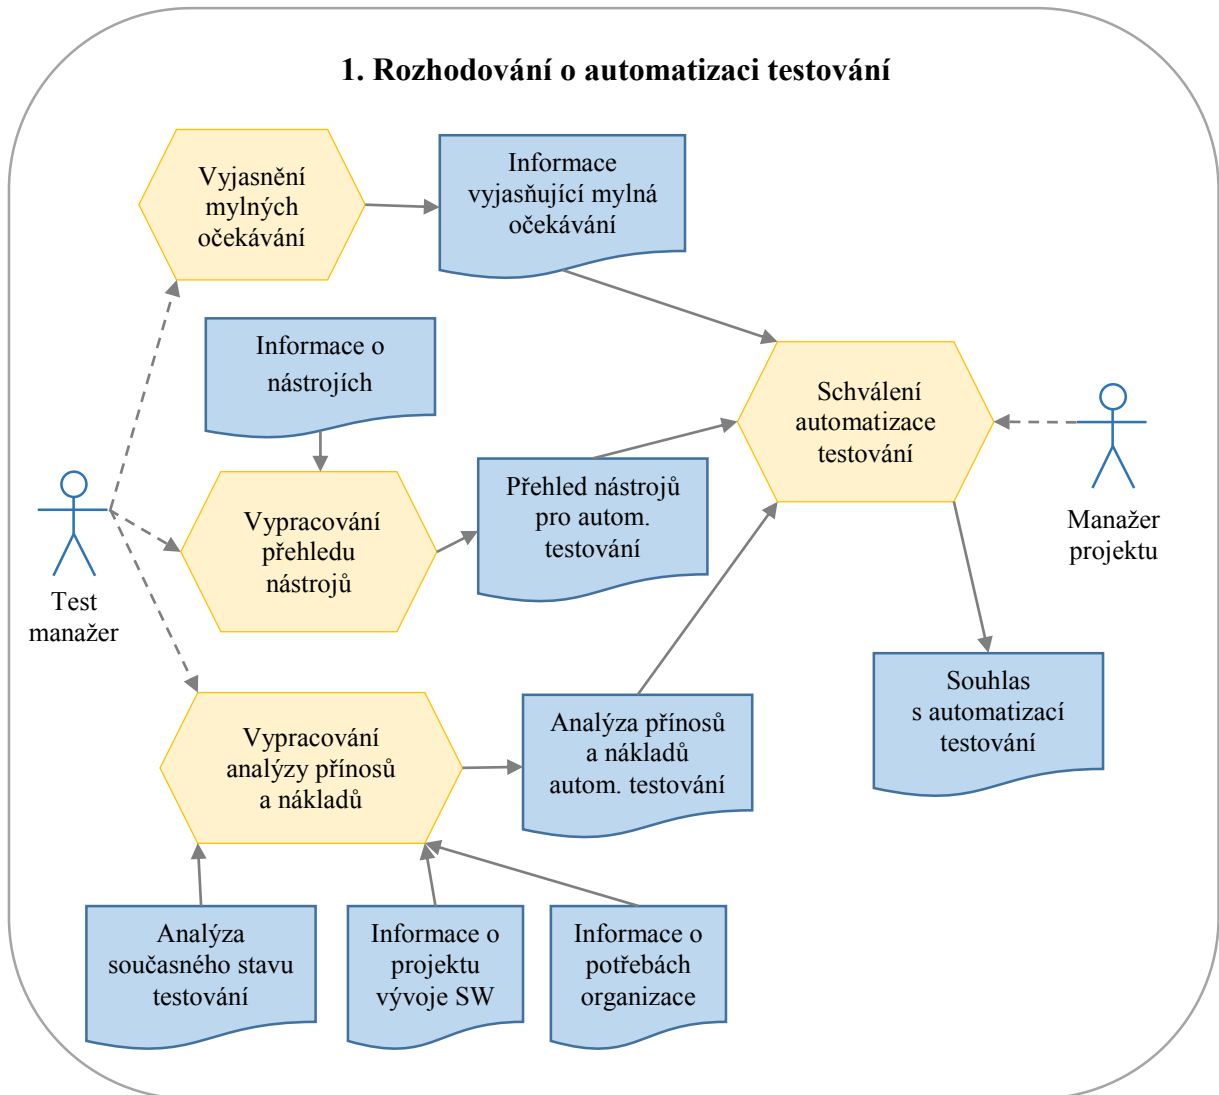 1. Rozhodování o automatizaci testování
Vyjasnění
mylných
očekávání
Informace
vyjasňující mylná
očekávání
Informace o
nástrojích
Schválení
automatizace
testování
Přehled nástrojů
pro autom.
testování
Vypracování
přehledu
nástrojů
Manažer
projektu
Test
manažer
Souhlas
s automatizací
testování
Analýza přínosů
a nákladů
autom. testování
Vypracování
analýzy přínosů
a nákladů
Analýza
současného stavu
testování
Informace o
projektu
vývoje SW
Informace o
potřebách
organizace